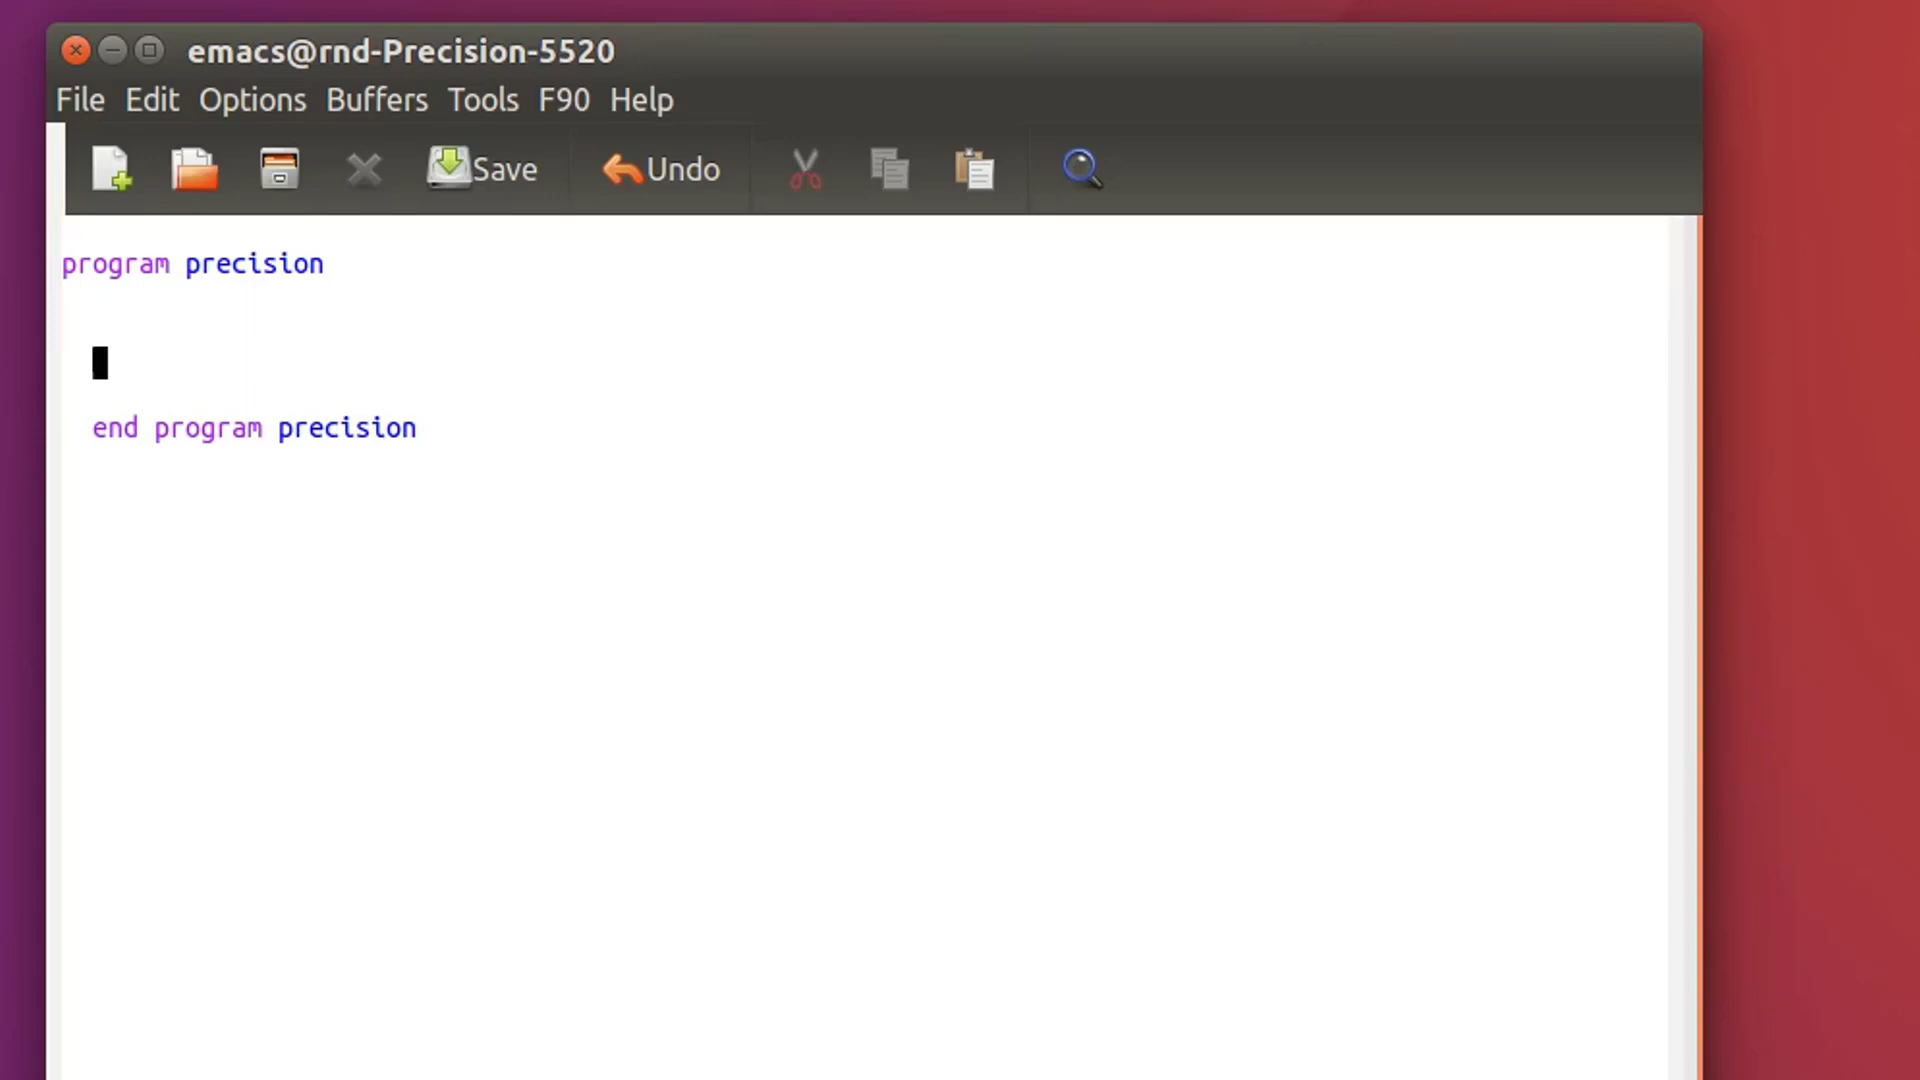 emacs@rnd-Precision-5520
File Edit Options Buffers Tools F90 Help
Save Undo
program precision
end program precision